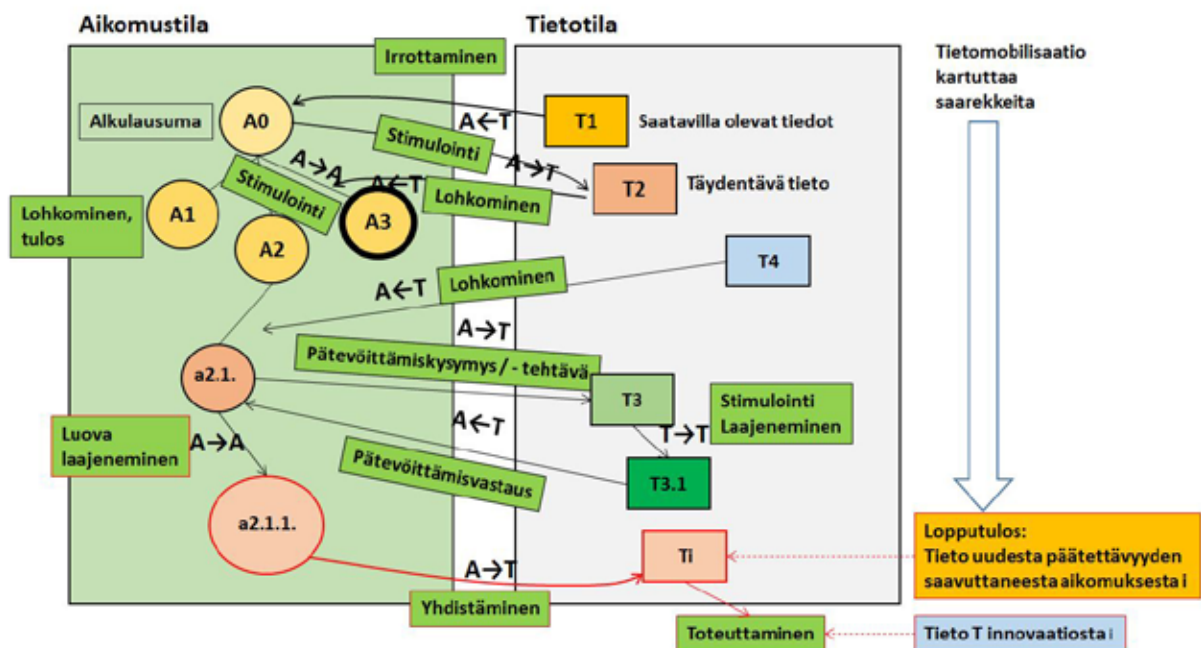 Aikomustila
Tietotila
Irrottaminen
Tietomobilisaatio
kartuttaa
saarekkeita
Alkulausuma
A0
A←T
T1
Saatavilla olevat tiedot
Stimulointi
A→T
A→A
Stimulointi
A←T
Lohkominen
T2
Täydentävä tieto
Lohkominen,
tulos
A1
A2
A3
T4
Lohkominen
A←T
A→T
Pätevöittämiskysymys/ - tehtävä
a2.1.
T3
Stimulointi
Laajeneminen
T→T
A←T
Luova
laajeneminen
A→A
Pätevöittämisvastaus
T3.1
a2.1.1.
Ti
Lopputulos:
Tieto uudesta päätettävyyden
saavuttaneesta aikomuksesta i
A→T
Yhdistäminen
Toteuttaminen
Tieto T innovaatiosta i